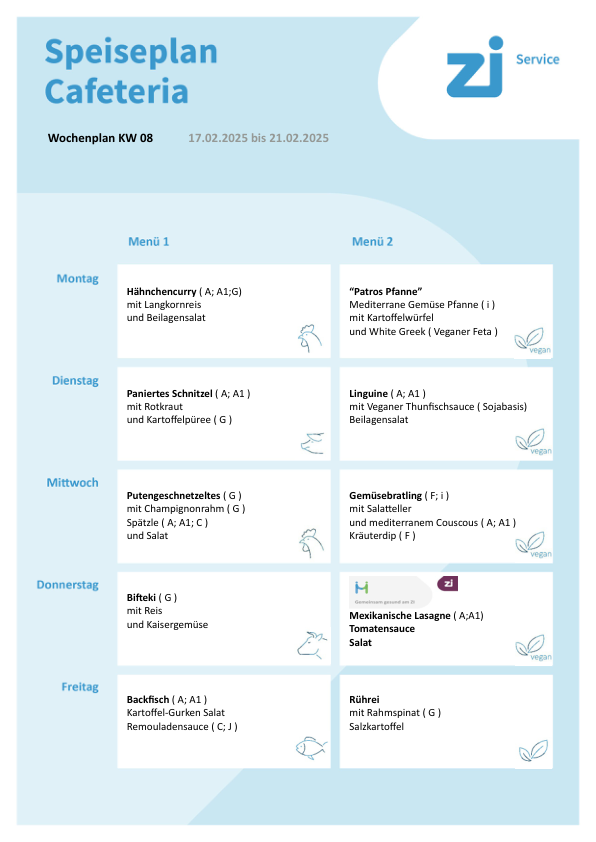 Speiseplan
Cafeteria
zi Service
Wochenplan KW 08 17.02.2025 bis 21.02.2025
Menü 1 Menü 2
Montag
Hähnchencurry ( A; A1;G)
mit Langkornreis
und Beilagensalat
“Patros Pfanne”
Mediterrane Gemüse Pfanne ( i )
mit Kartoffelwürfel
und White Greek ( Veganer Feta )
vegan
Dienstag
Paniertes Schnitzel ( A; A1 )
mit Rotkraut
und Kartoffelpüree ( G )
Linguine ( A; A1 )
mit Veganer Thunfischsauce ( Sojabasis)
Beilagensalat
vegan
Mittwoch
Putengeschnetzeltes ( G )
mit Champignonrahm ( G )
Spätzle ( A; A1; C )
und Salat
Gemüsebratling ( F; i )
mit Salatteller
und mediterranem Couscous ( A; A1 )
Kräuterdip ( F )
vegan
Donnerstag
Bifteki ( G )
mit Reis
und Kaisergemüse
zi
Gemeinsam gesund am ZI
Mexikanische Lasagne ( A;A1)
Tomatensauce
Salat
vegan
Freitag
Backfisch ( A; A1 )
Kartoffel-Gurken Salat
Remouladensauce ( C; J )
Rührei
mit Rahmspinat ( G )
Salzkartoffel